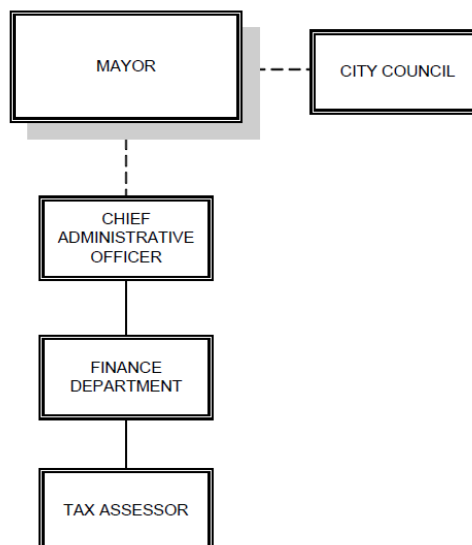 MAYOR
CITY COUNCIL
CHIEF
ADMINISTRATIVE
OFFICER
FINANCE
DEPARTMENT
TAX ASSESSOR